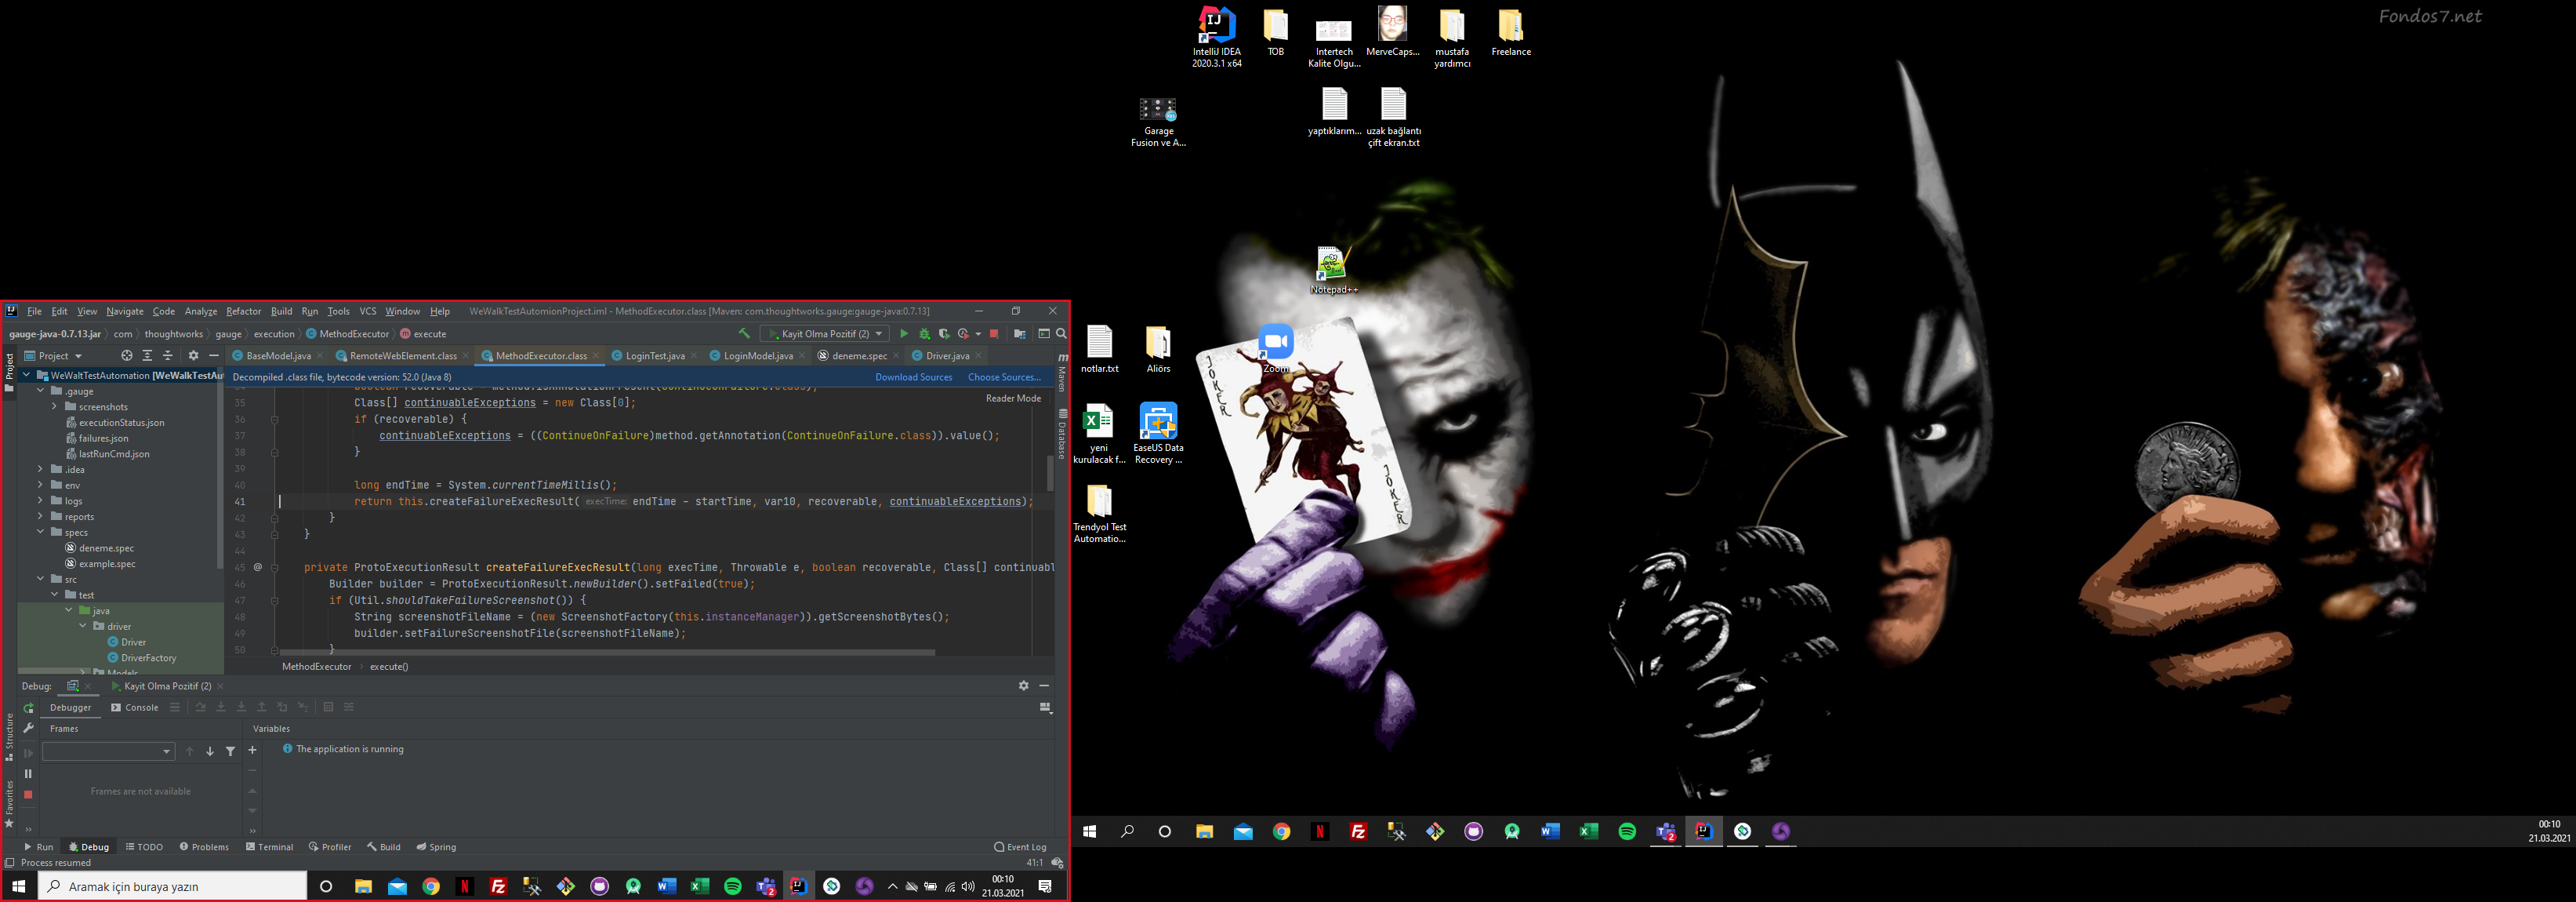 Fondos7.net
IntelliJ IDEA 2020.3.1 x64
TOB
Intertech Kalite Olgu...
MerveCaps...
mustafa yardımcı
Freelance
Garage Fusion ve A...
yaptıklarım...
uzak bağlantı çift ekran.txt
Notepad++
notlar.txt
Aliörs
Zoom
yeni kurulacak f...
EaseUS Data Recovery ...
Trendyol Test Automatio...
JOKER
JOKER
File Edit View Navigate Code Analyze Refactor Build Run Tools VCS Window Help WeWalkTestAutomionProject.iml - MethodExecutor.class [Maven: com.thoughtworks.gauge:gauge-java:0.7.13]
gauge-java-0.7.13.jar com thoughtworks gauge execution MethodExecutor execute
Kayit Olma Pozitif (2)
Project
BaseModel.java RemoteWebElement.class MethodExecutor.class LoginTest.java LoginModel.java deneme.spec Driver.java
Project
Maven
Database
Structure
Favorites
WeWaltTestAutomation [WeWalkTestAu
.gauge
screenshots
executionStatus.json
failures.json
lastRunCmd.json
.idea
env
logs
reports
specs
deneme.spec
example.spec
src
test
java
driver
Driver
DriverFactory
Models
Decompiled .class file, bytecode version: 52.0 (Java 8) Download Sources Choose Sources...
Reader Mode
34 boolean recoverable = method.isAnnotationPresent(ContinueOnFailure.class);
35 Class[] continuableExceptions = new Class[0];
36 if (recoverable) {
37 continuableExceptions = ((ContinueOnFailure)method.getAnnotation(ContinueOnFailure.class)).value();
38 }
39
40 long endTime = System.currentTimeMillis();
41 return this.createFailureExecResult( execTime: endTime - startTime, var10, recoverable, continuableExceptions);
42 }
43 }
44
45 @ private ProtoExecutionResult createFailureExecResult(long execTime, Throwable e, boolean recoverable, Class[] continuab
46 Builder builder = ProtoExecutionResult.newBuilder().setFailed(true);
47 if (Util.shouldTakeFailureScreenshot()) {
48 String screenshotFileName = (new ScreenshotFactory(this.instanceManager)).getScreenshotBytes();
49 builder.setFailureScreenshotFile(screenshotFileName);
50 }
MethodExecutor execute()
Debug: Kayit Olma Pozitif (2)
Debugger Console
Frames Variables
The application is running
Frames are not available
Run Debug TODO Problems Terminal Profiler Build Spring Event Log
Process resumed 41:1
Aramak için buraya yazın
00:10
21.03.2021
00:10
21.03.2021